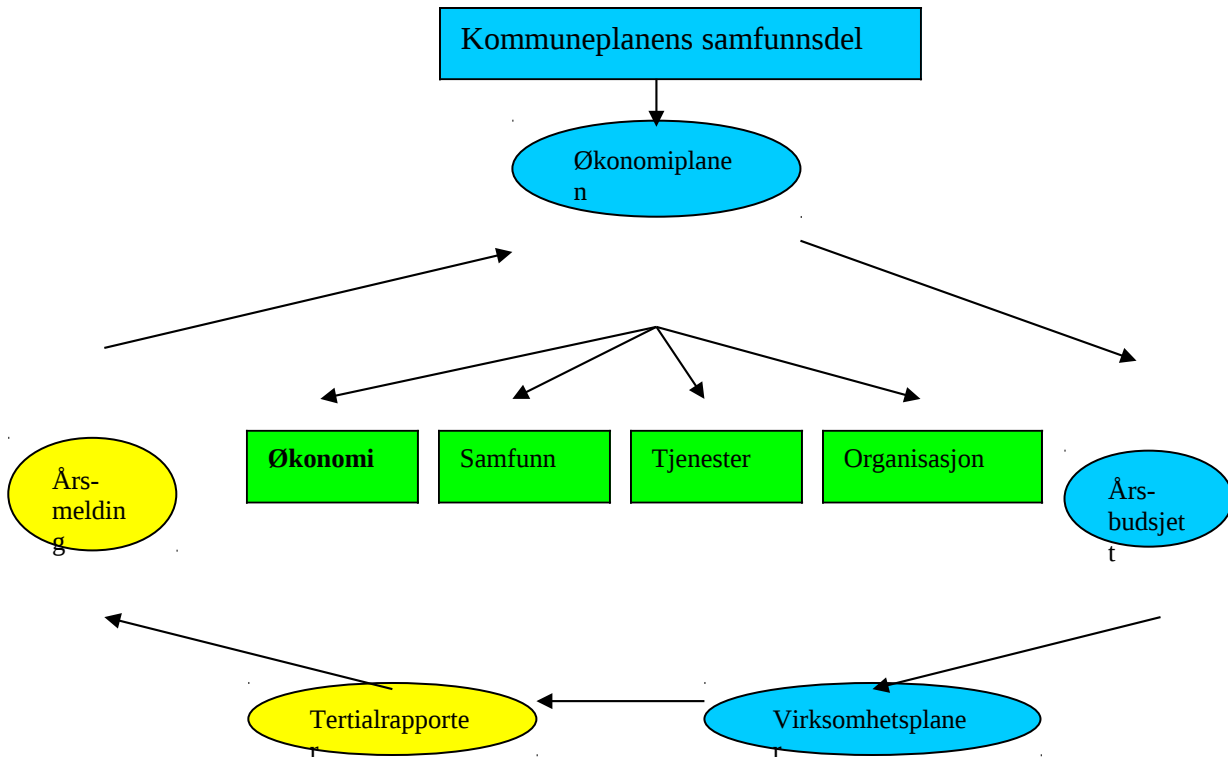 Kommuneplanens samfunnsdel
Økonomiplane
n
Økonomi
Samfunn
Tjenester
Organisasjon
Års-
meldin
g
Års-
budsjet
t
Tertialrapporte
r
Virksomhetsplane
r